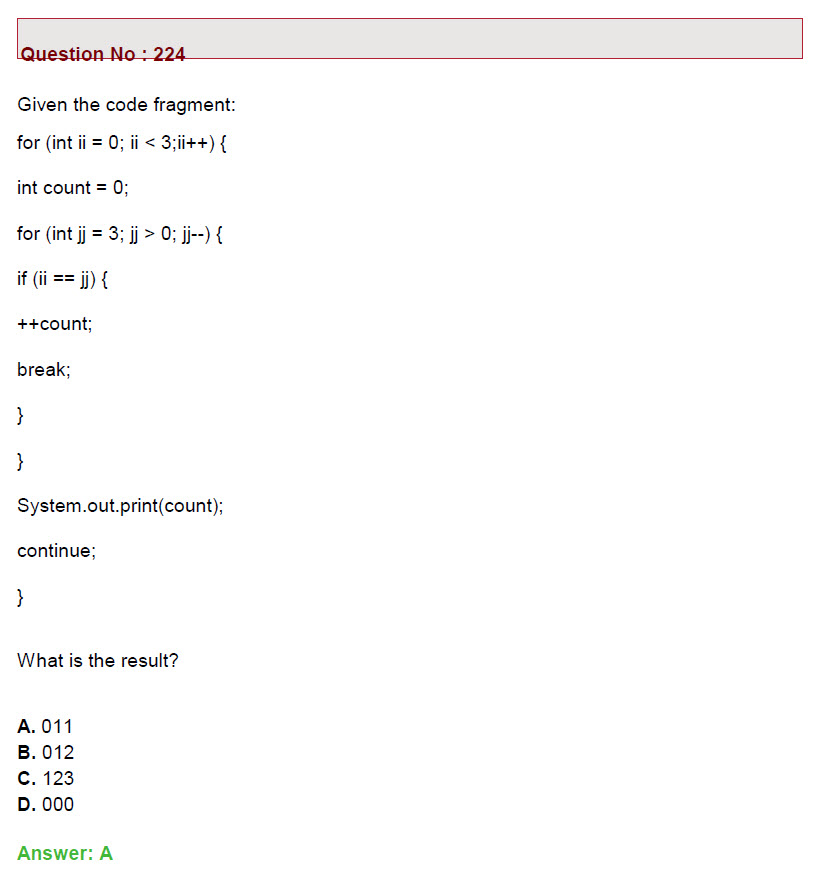 Question No : 224
Given the code fragment:
for (int ii = 0; ii < 3;ii++) {
int count = 0;
for (int jj = 3; jj > 0; jj--) {
if (ii == jj) {
++count;
break;
}
}
System.out.print(count);
continue;
}
What is the result?
A. 011
B. 012
C. 123
D. 000
Answer: A